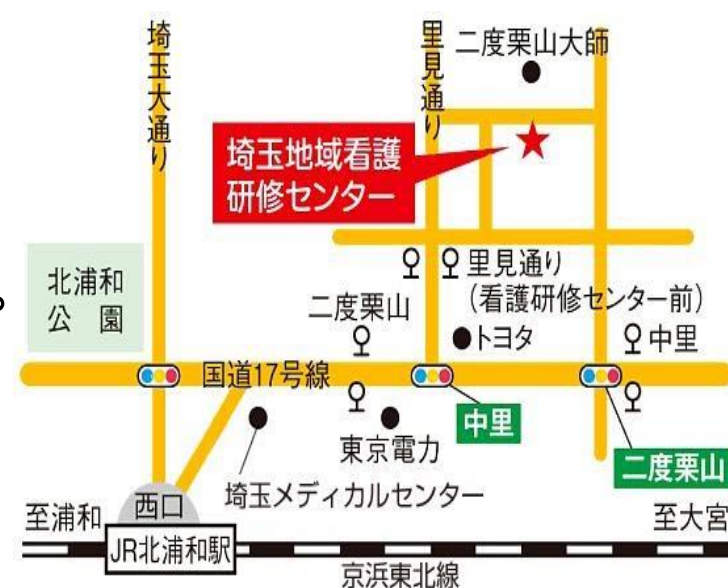 埼玉大通り
里見通り
二度栗山大師
埼玉地域看護
研修センター
北浦和
公 園
里見通り
(看護研修センター前)
二度栗山
トヨタ
中里
国道17号線
中里
東京電力
二度栗山
埼玉メディカルセンター
西口
至浦和
至大宮
JR北浦和駅
京浜東北線